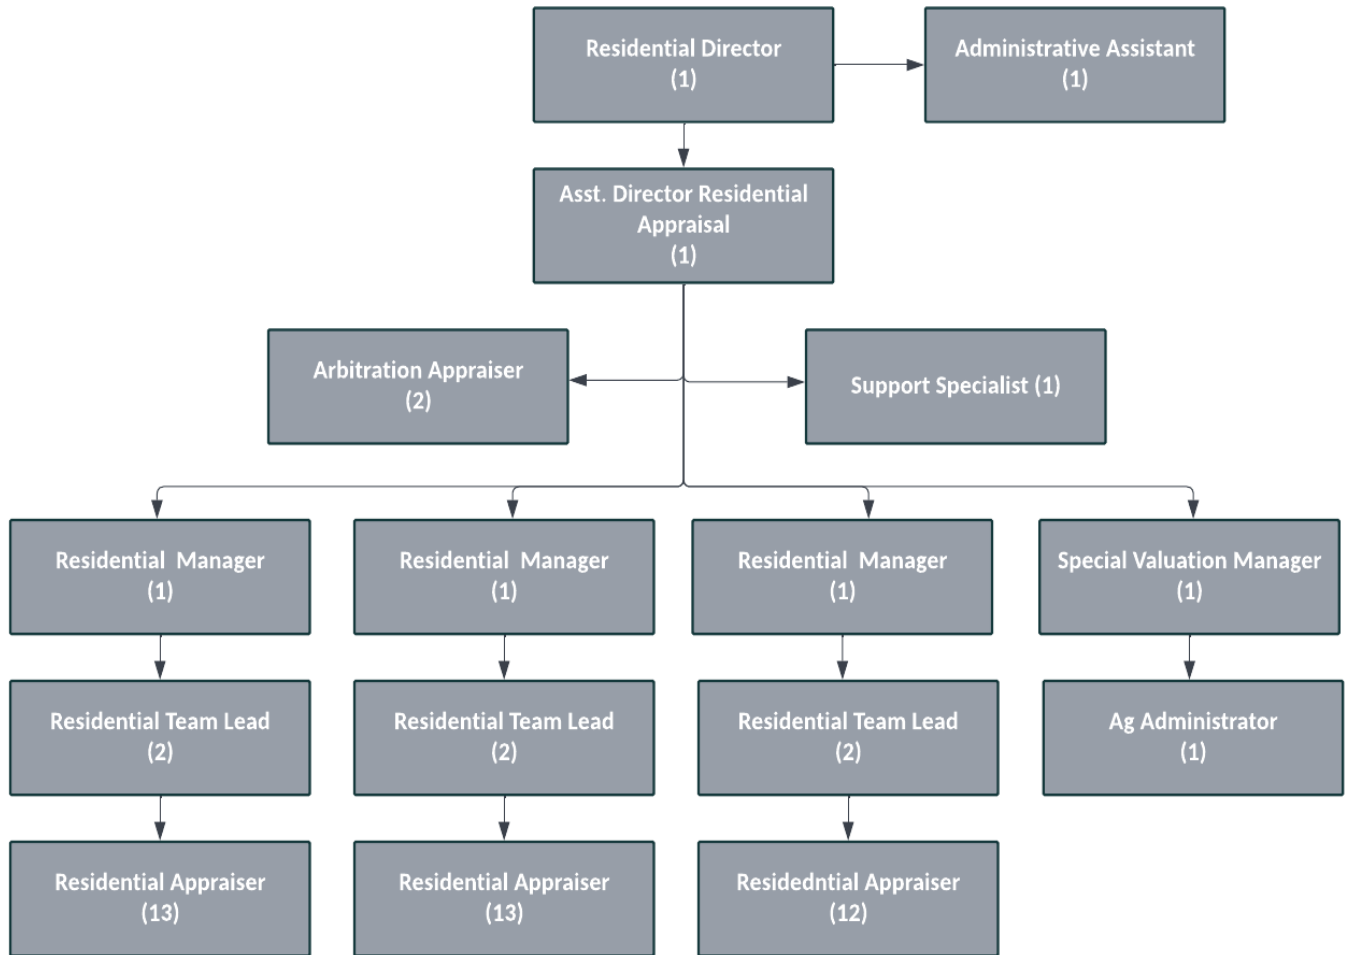 Residential Director
(1)
Administrative Assistant
(1)
Asst. Director Residential
Appraisal
(1)
Arbitration Appraiser
(2)
Support Specialist (1)
Residential  Manager
(1)
Residential  Manager
(1)
Residential  Manager
(1)
Special Valuation Manager
(1)
Residential Team Lead
(2)
Residential Team Lead
(2)
Residential Team Lead
(2)
Ag Administrator
(1)
Residential Appraiser
(13)
Residential Appraiser
(13)
Residedntial Appraiser
(12)